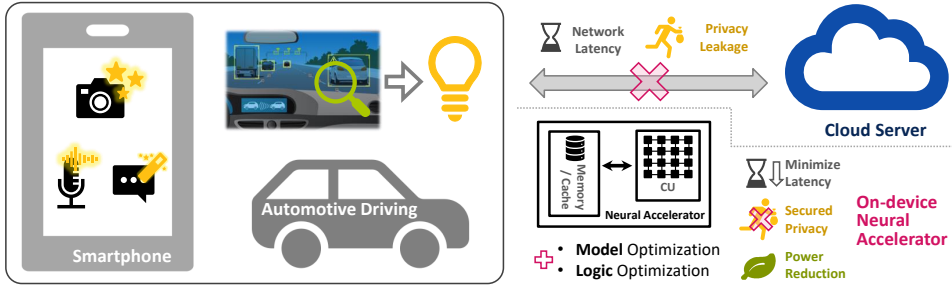 Smartphone
Automotive Driving
Network
Latency
Privacy
Leakage
Cloud Server
Memory
/ Cache
CU
Neural Accelerator
• Model Optimization
• Logic Optimization
Minimize
Latency
Secured
Privacy
Power
Reduction
On-device
Neural
Accelerator